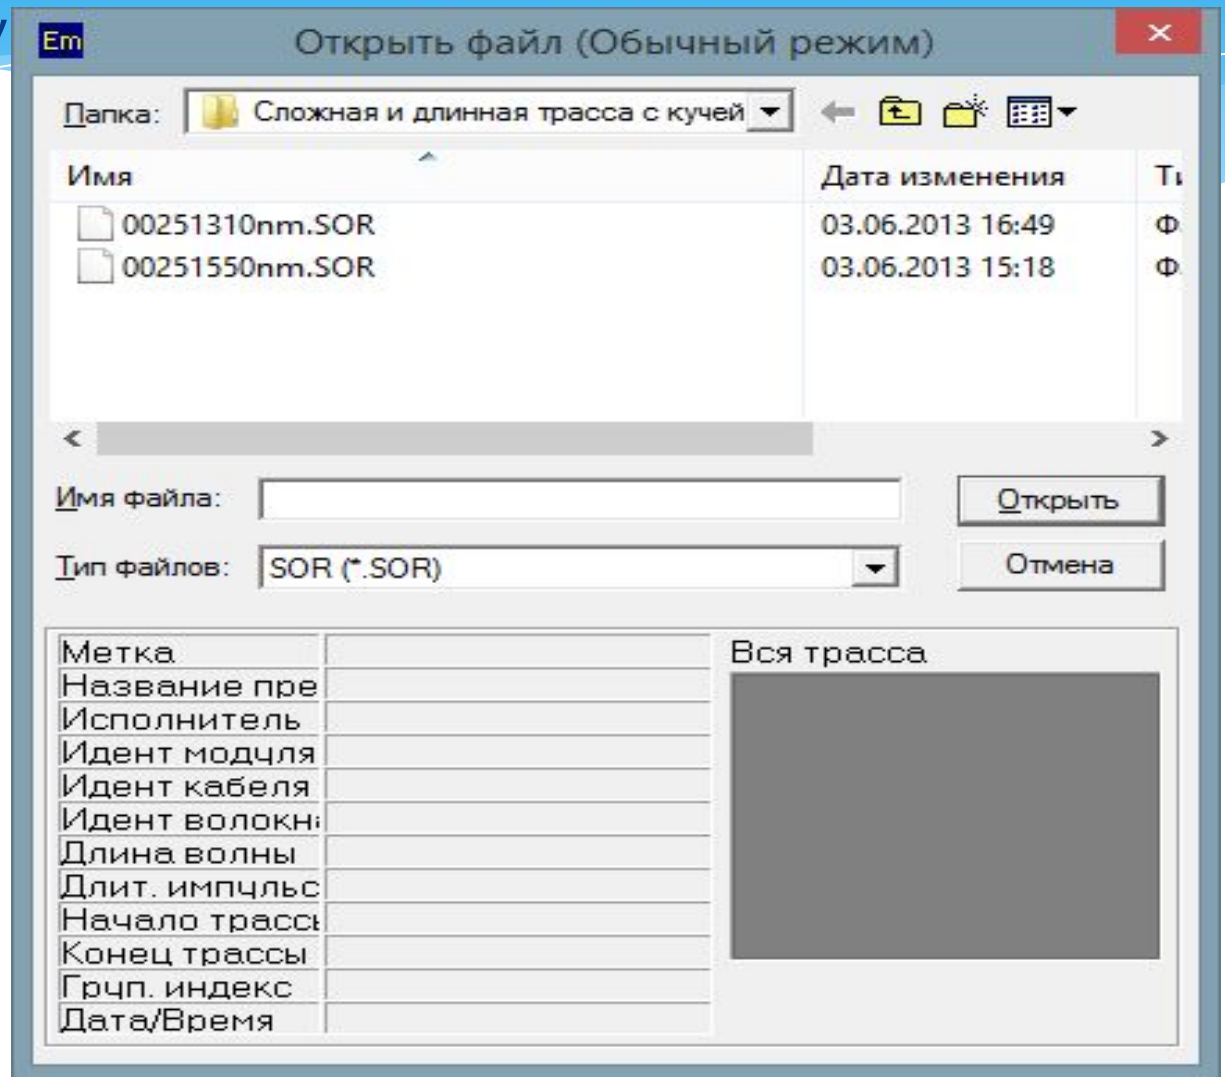 Em Открыть файл (Обычный режим)
Папка: Сложная и длинная трасса с кучей
Имя Дата изменения
00251310nm.SOR 03.06.2013 16:49
00251550nm.SOR 03.06.2013 15:18
Имя файла: Открыть
Тип файлов: SOR (*.SOR) Отмена
Метка Вся трасса
Название пре
Исполнитель
Идент модуля
Идент кабеля
Идент волокн
Длина волны
Длит. импульс
Начало трассы
Конец трассы
Груп. индекс
Дата/Время